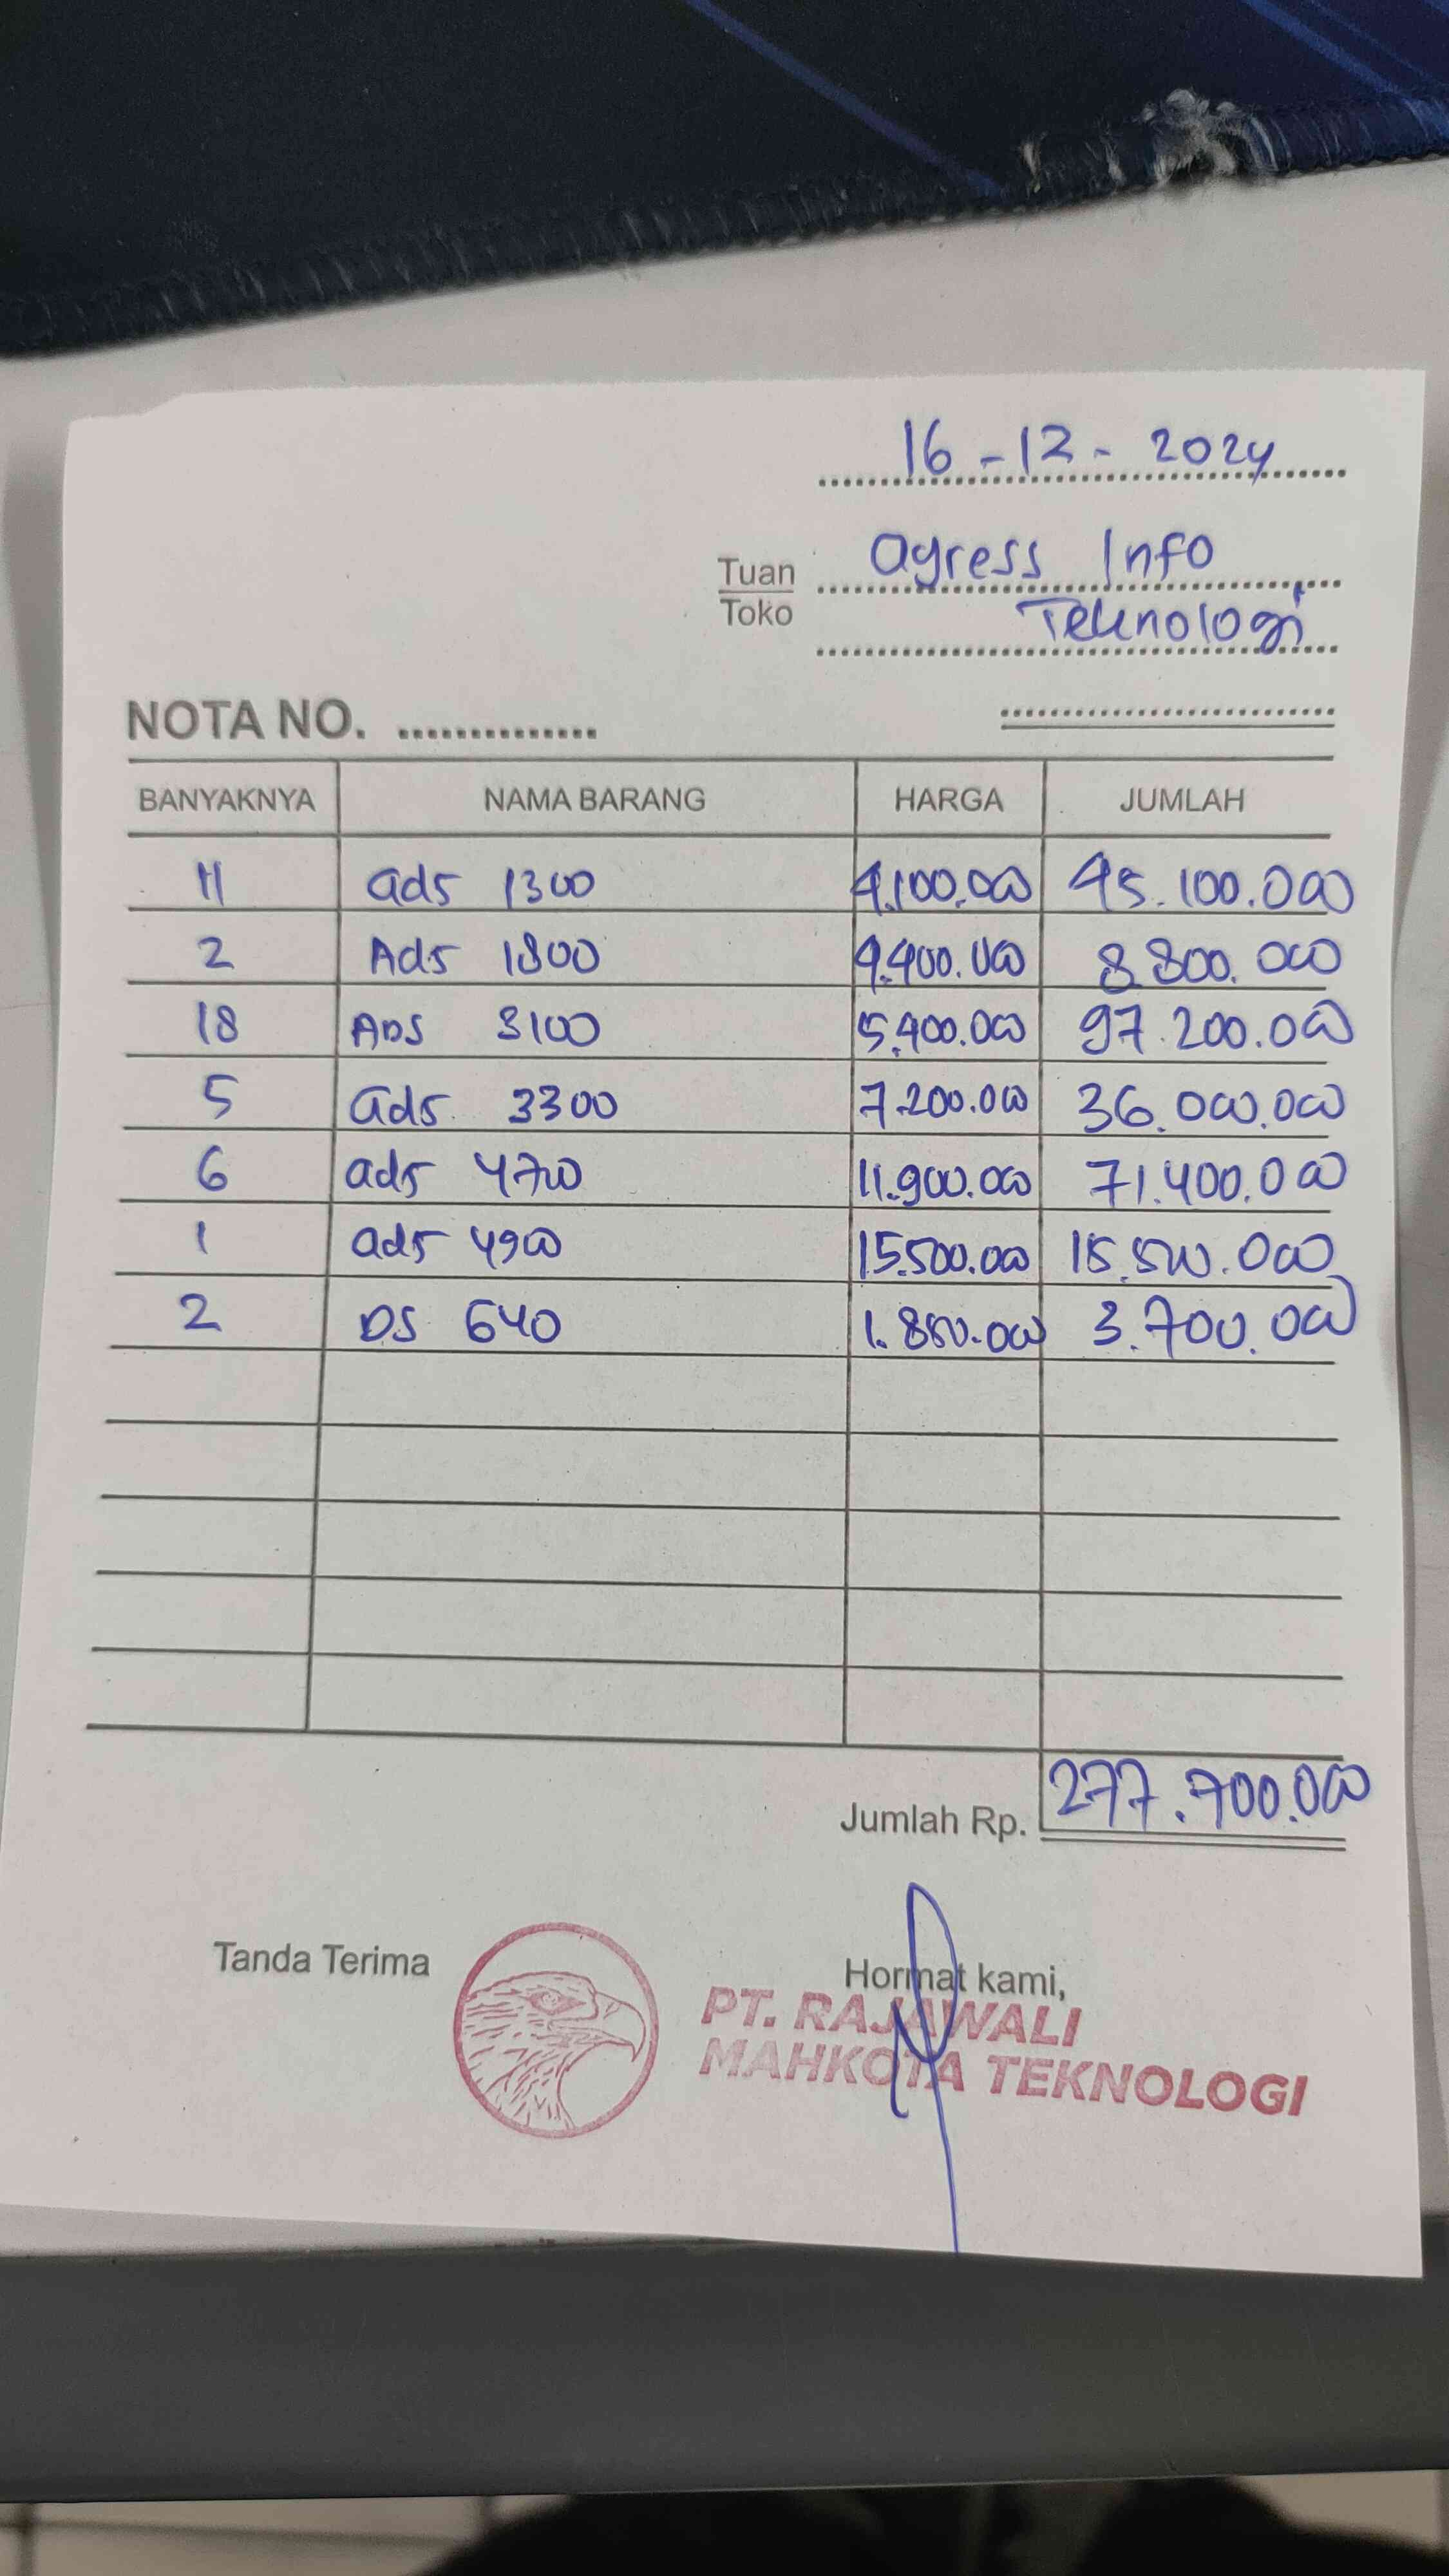 16-12-2024
Tuan agress Info
Toko Teknologi
NOTA NO. ..............
BANYAKNYA NAMA BARANG HARGA JUMLAH
11 ads 1300 4.100.000 45.100.000
2 Ads 1800 4.400.000 8.800.000
18 ADS 3100 5.400.000 97.200.000
5 ads 3300 7.200.000 36.000.000
6 ads 4700 11.900.000 71.400.000
1 ads 4900 15.500.000 15.500.000
2 DS 640 1.850.000 3.700.000
Jumlah Rp. 277.700.000
Tanda Terima Hormat kami,
PT. RAJAWALI
MAHKOTA TEKNOLOGI